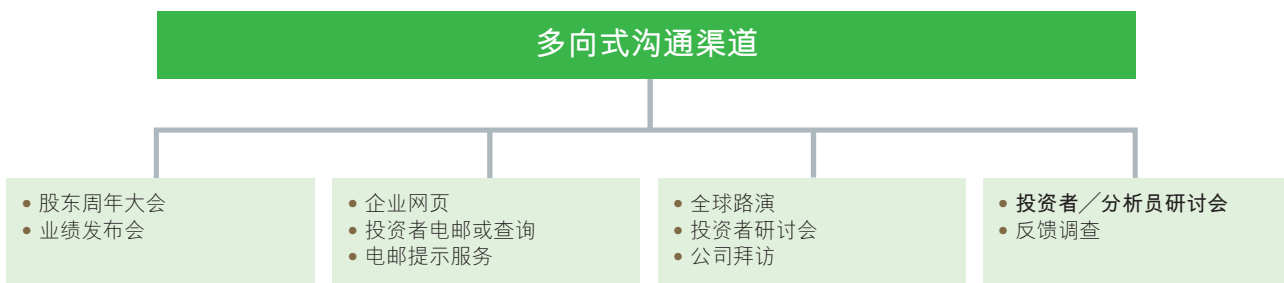 多向式沟通渠道
• 股东周年大会
• 业绩发布会
• 企业网页
• 投资者电邮或查询
• 电邮提示服务
• 全球路演
• 投资者研讨会
• 公司拜访
• 投资者╱分析员研讨会
• 反馈调查